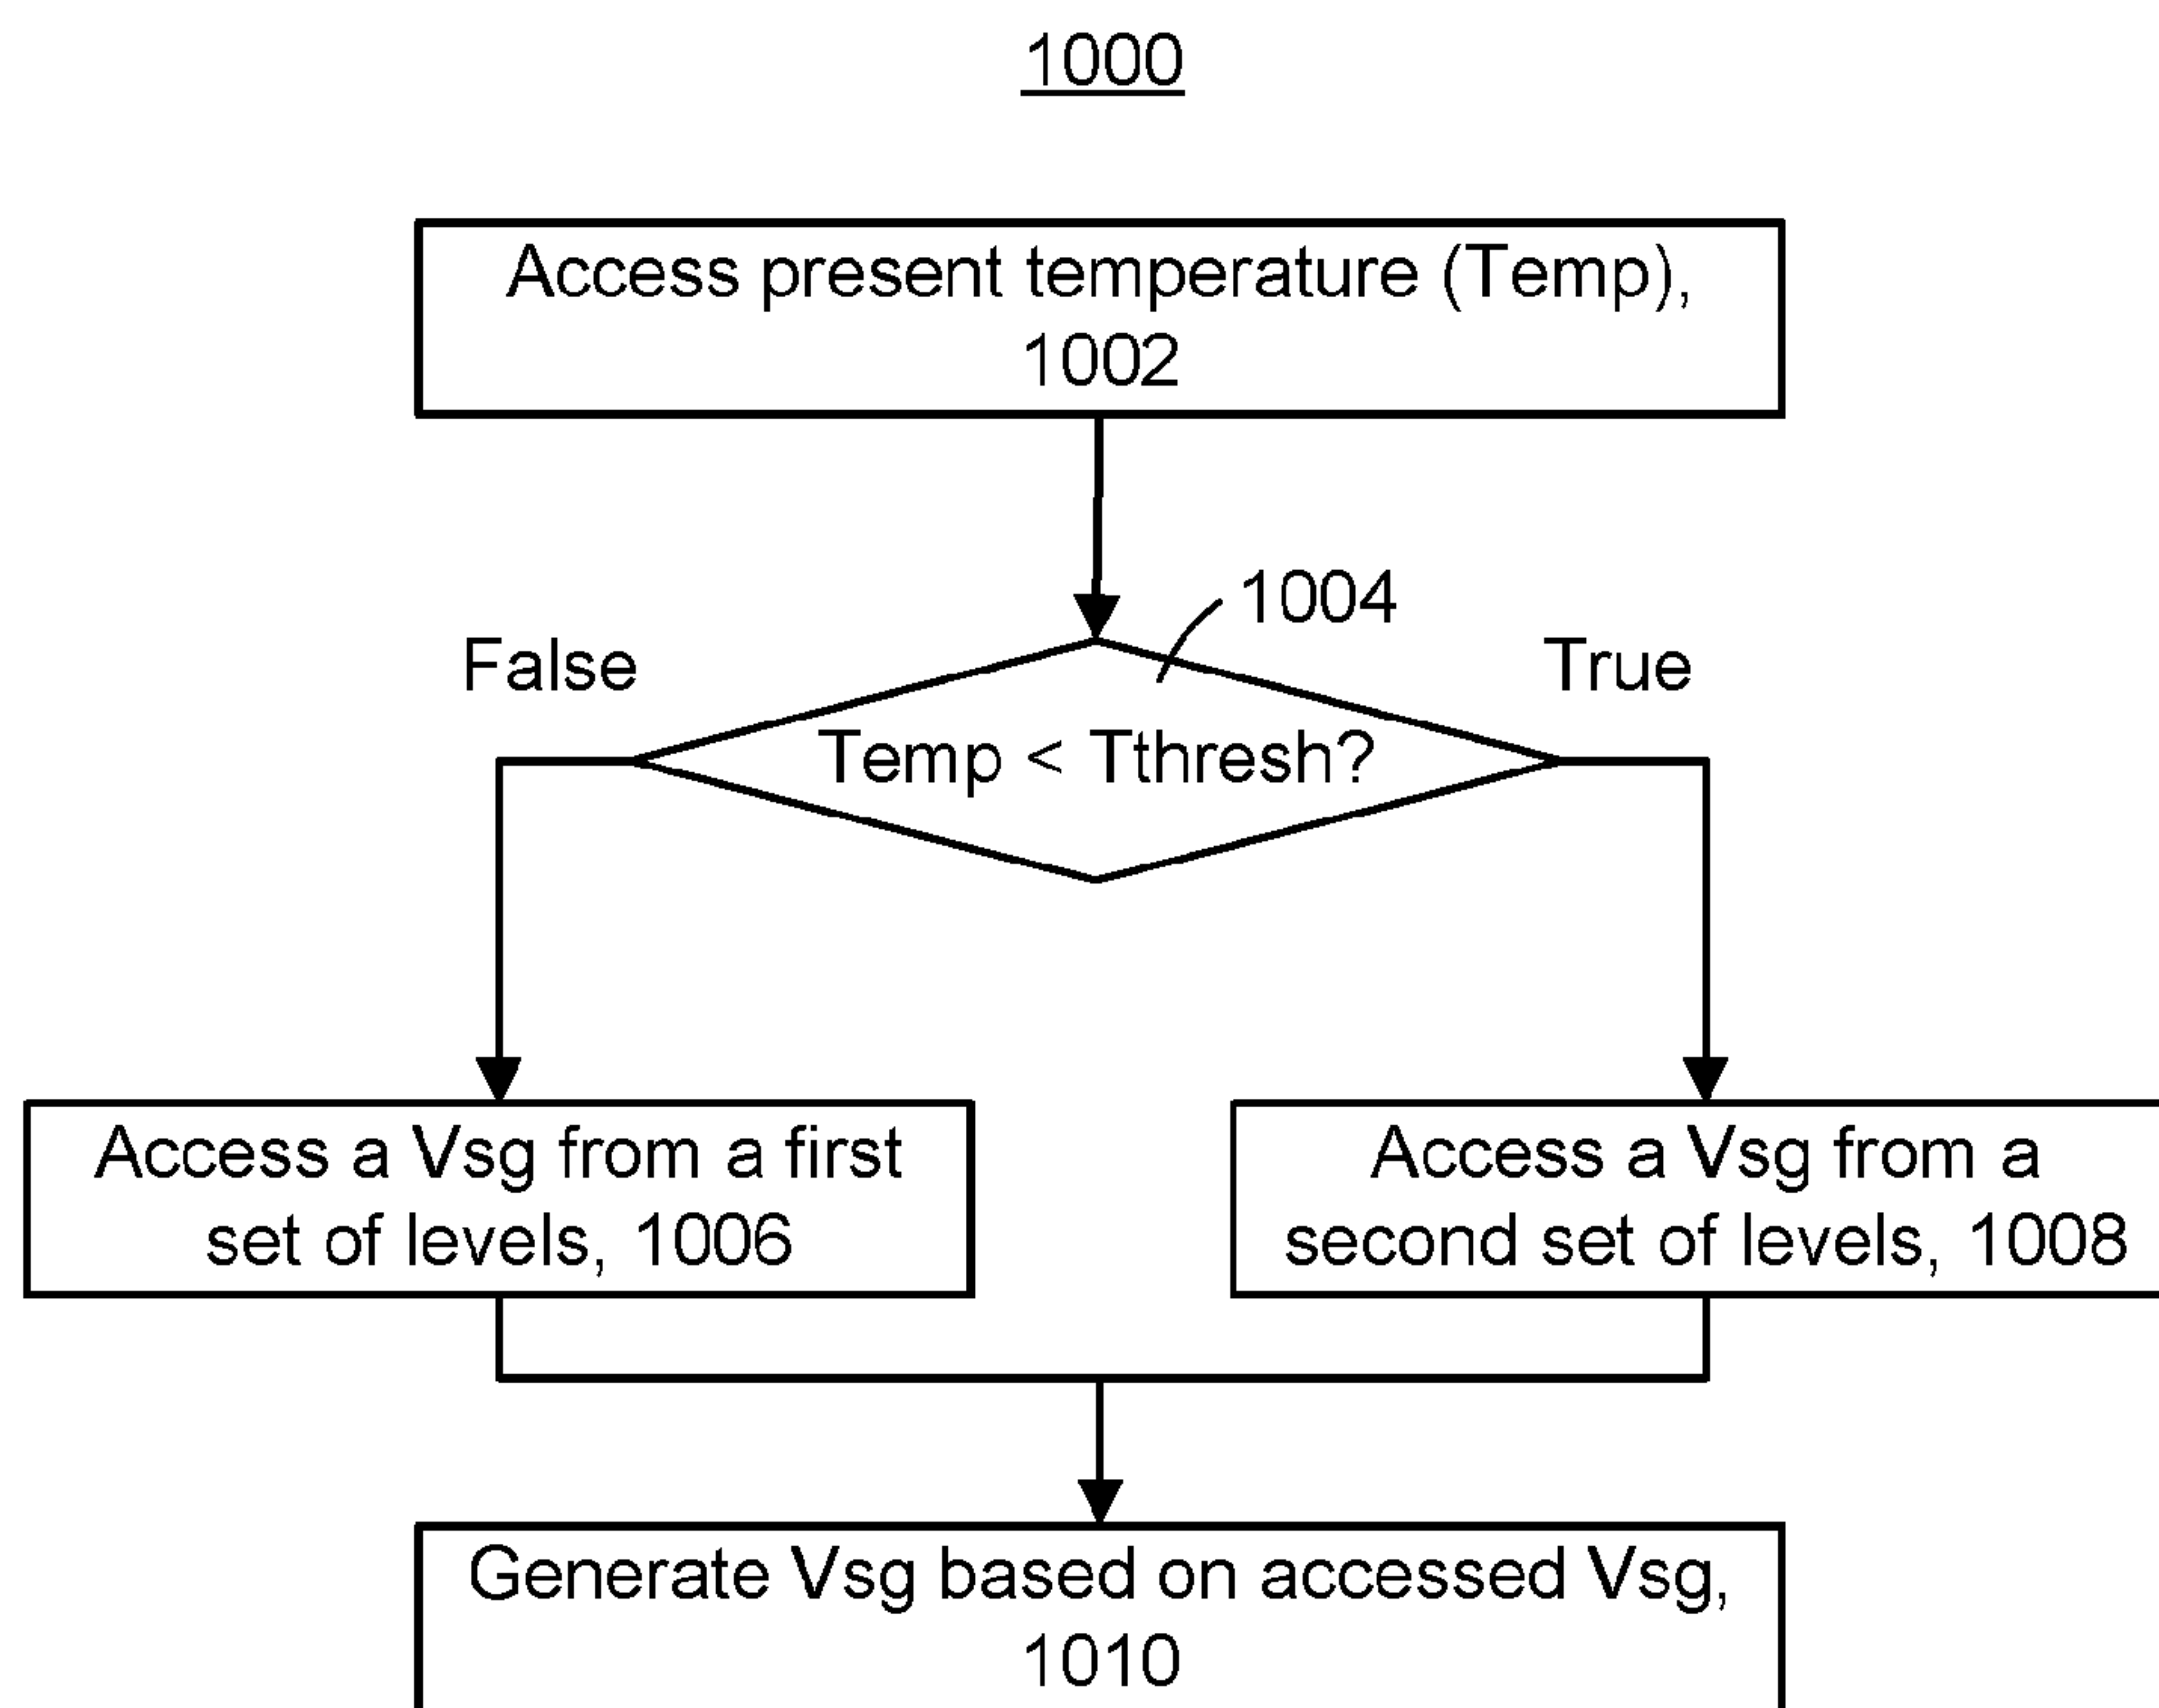 1000
Access present temperature (Temp),
1002
1004
False
True
Temp < Tthresh?
Access a Vsg from a first
set of levels, 1006
Access a Vsg from a
second set of levels, 1008
Generate Vsg based on accessed Vsg,
1010